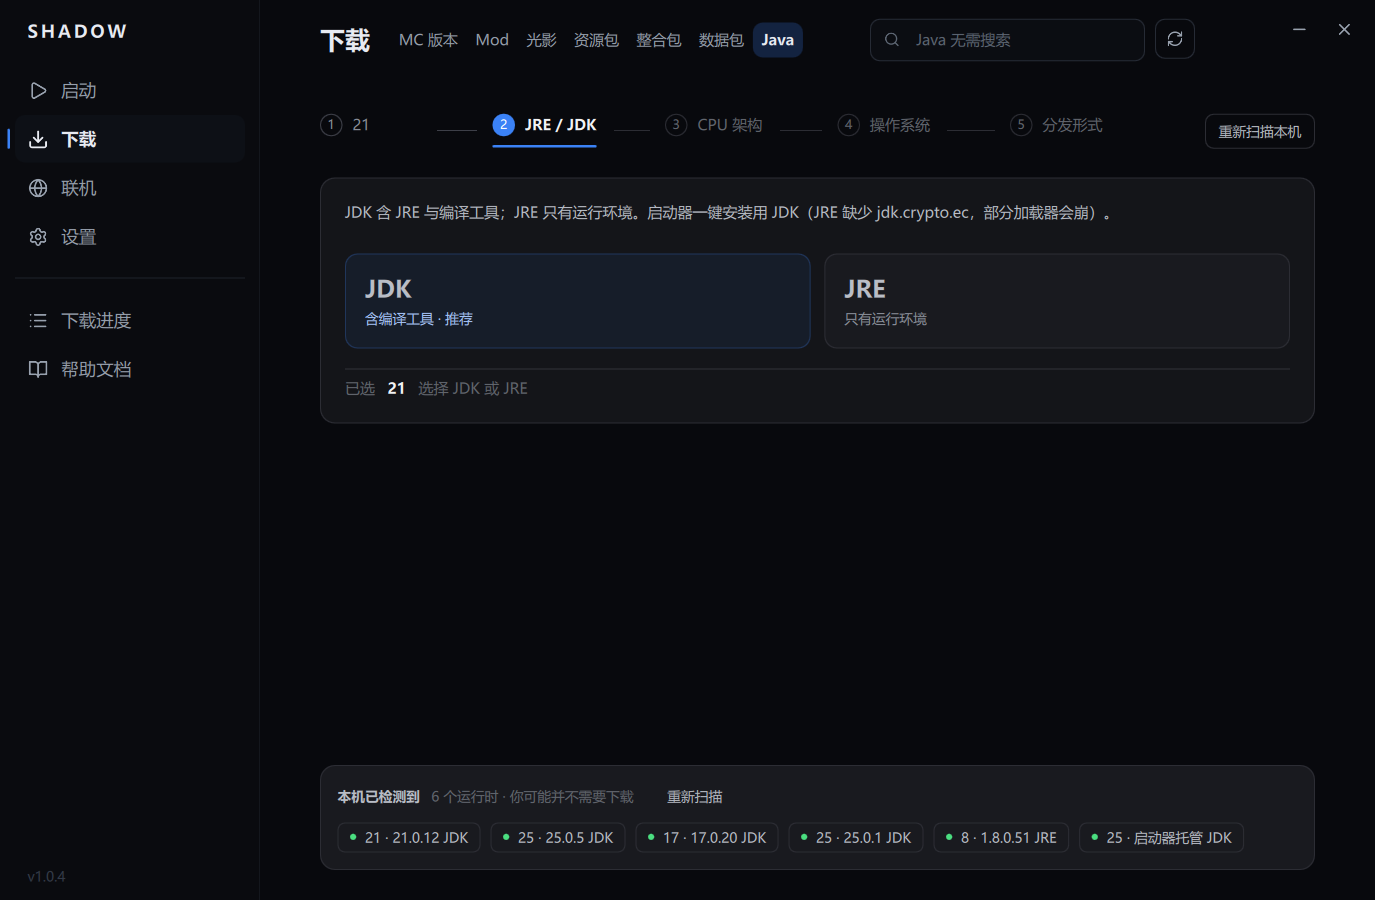 SHADOW
启动
下载
联机
设置
下载进度
帮助文档
v1.0.4
下载 MC 版本 Mod 光影 资源包 整合包 数据包 Java
Java 无需搜索
1 21 2 JRE / JDK 3 CPU 架构 4 操作系统 5 分发形式 重新扫描本机
JDK 含 JRE 与编译工具；JRE 只有运行环境。启动器一键安装用 JDK（JRE 缺少 jdk.crypto.ec，部分加载器会崩）。
JDK
含编译工具 · 推荐
JRE
只有运行环境
已选 21 选择 JDK 或 JRE
本机已检测到 6 个运行时 · 你可能并不需要下载 重新扫描
21 · 21.0.12 JDK 25 · 25.0.5 JDK 17 · 17.0.20 JDK 25 · 25.0.1 JDK 8 · 1.8.0.51 JRE 25 · 启动器托管 JDK